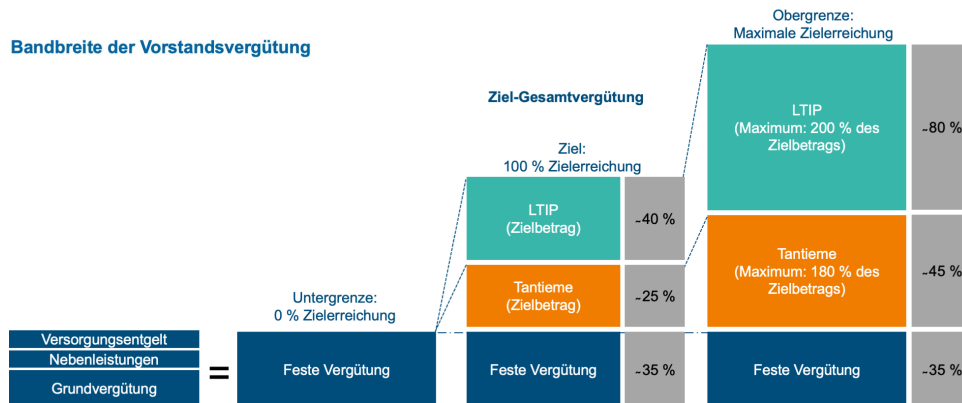 Bandbreite der Vorstandsvergütung
Obergrenze:
Maximale Zielerreichung
Ziel-Gesamtvergütung
LTIP
(Maximum: 200 % des
Zielbetrags)
~80 %
Ziel:
100 % Zielerreichung
LTIP
(Zielbetrag)
~40 %
Tantieme
(Maximum: 180 % des
Zielbetrags)
~45 %
Tantieme
(Zielbetrag)
~25 %
Untergrenze:
0 % Zielerreichung
Versorgungsentgelt
Nebenleistungen
Grundvergütung
=
Feste Vergütung
Feste Vergütung
~35 %
Feste Vergütung
~35 %